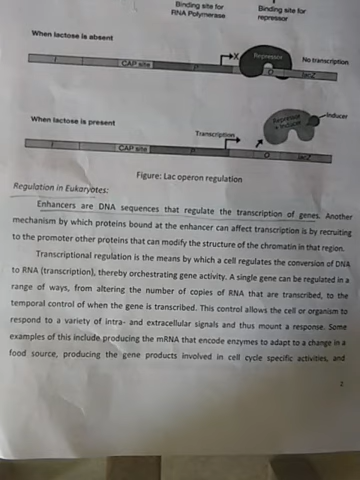 Binding site for
RNA Polymerase
Binding site for
repressor
When lactose is absent
X
Repressor
No transcription
I
CAP site
P
O
lacZ
When lactose is present
Transcription
Repressor
+ Inducer
Inducer
I
CAP site
P
O
lacZ
Figure: Lac operon regulation
Regulation in Eukaryotes:
Enhancers are DNA sequences that regulate the transcription of genes. Another
mechanism by which proteins bound at the enhancer can affect transcription is by recruiting
to the promoter other proteins that can modify the structure of the chromatin in that region.
Transcriptional regulation is the means by which a cell regulates the conversion of DNA
to RNA (transcription), thereby orchestrating gene activity. A single gene can be regulated in a
range of ways, from altering the number of copies of RNA that are transcribed, to the
temporal control of when the gene is transcribed. This control allows the cell or organism to
respond to a variety of intra- and extracellular signals and thus mount a response. Some
examples of this include producing the mRNA that encode enzymes to adapt to a change in a
food source, producing the gene products involved in cell cycle specific activities, and
2